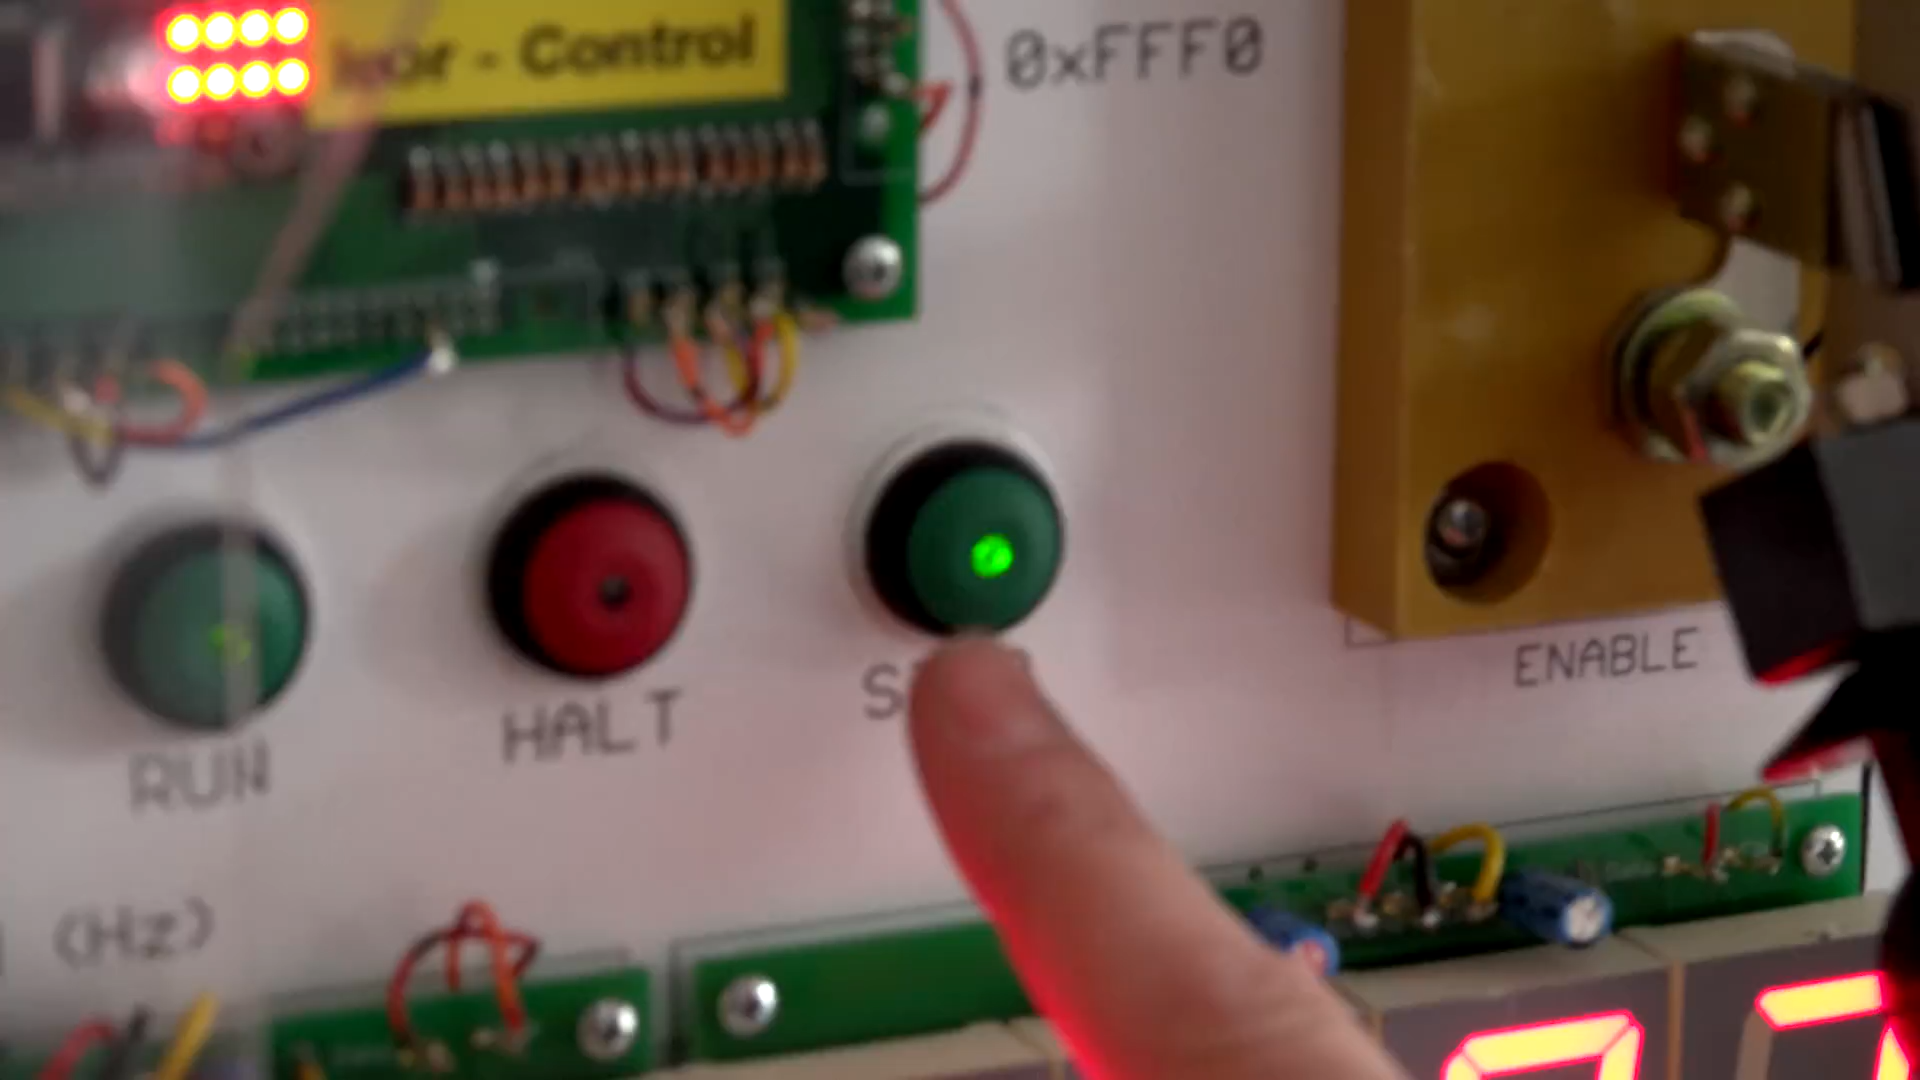 - Control
0xFFF0
ENABLE
HALT
RUN
(Hz)